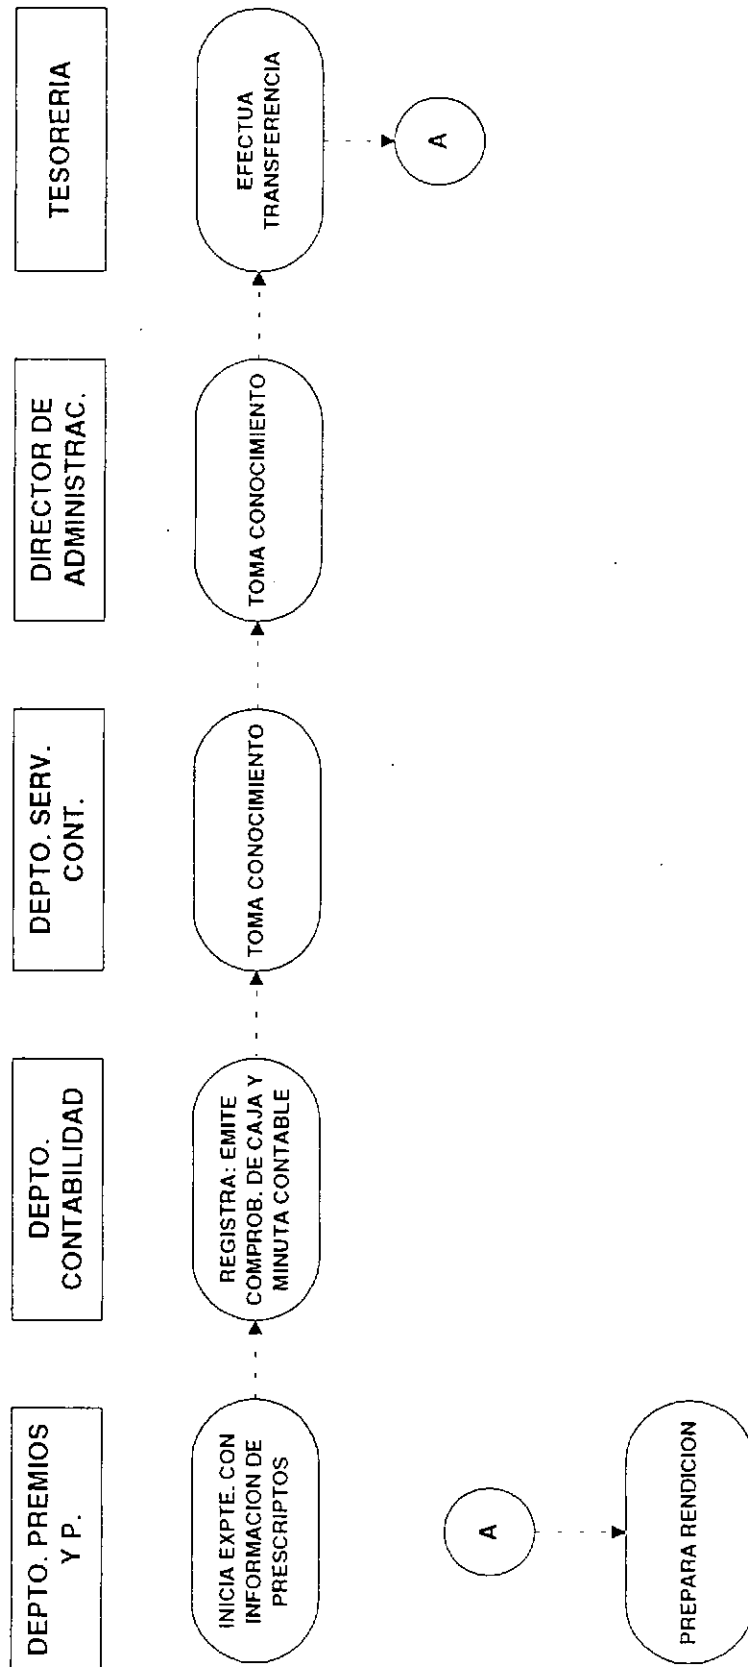 DEPTO. PREMIOS
Y P.
DEPTO.
CONTABILIDAD
DEPTO. SERV.
CONT.
DIRECTOR DE
ADMINISTRAC.
TESORERIA
INICIA EXPTE. CON
INFORMACION DE
PRESCRIPTOS
REGISTRA: EMITE
COMPROB. DE CAJA Y
MINUTA CONTABLE
TOMA CONOCIMIENTO
TOMA CONOCIMIENTO
EFECTUA
TRANSFERENCIA
A
A
PREPARA RENDICION